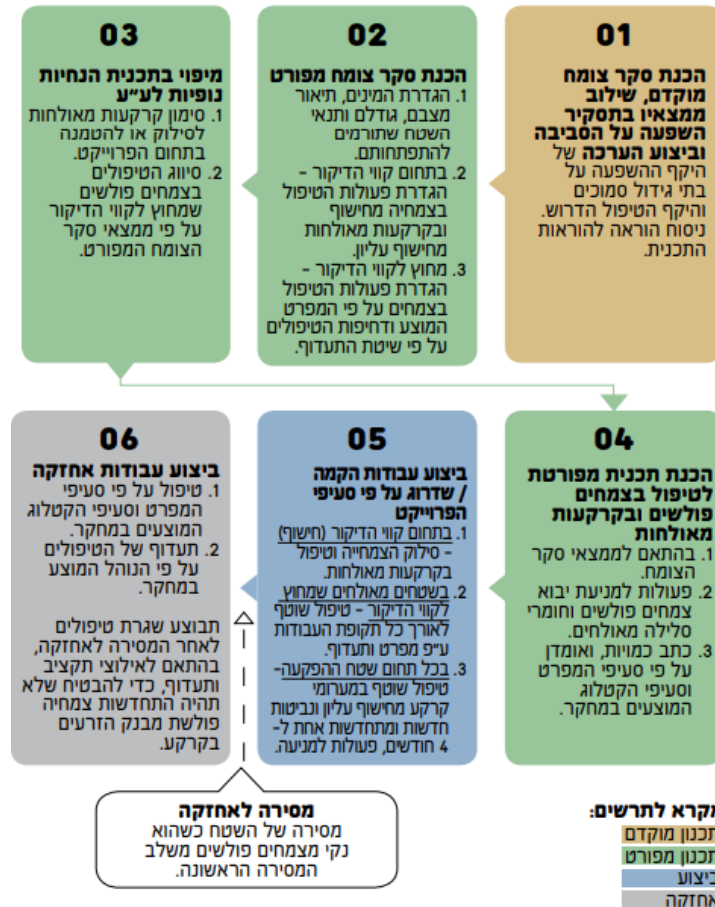 01
הכנת סקר צומח
מוקדם, שילוב
ממצאיו בתסקיר
השפעה על הסביבה
וביצוע הערכה של
היקף ההשפעה על
בתי גידול סמוכים
והיקף הטיפול הדרוש.
ניסוח הוראה להוראות
התכנית.
02
הכנת סקר צומח מפורט
1. הגדרת המינים, תיאור
מצבם, גודלם ותנאי
השטח שתורמים
להתפתחותם.
2. בתחום קווי הדיקור –
הגדרת פעולות הטיפול
בצמחיה מחישוף
ובקרקעות מאולחות
מחישוף עליון.
3. מחוץ לקווי הדיקור –
הגדרת פעולות הטיפול
בצמחים על פי המפרט
המוצע ודחיפות הטיפולים
על פי שיטת התעדוף.
03
מיפוי בתכנית הנחיות
נופיות לע״ע
1. סימון קרקעות מאולחות
לסילוק או להטמנה
בתחום הפרוייקט.
2. סיווג הטיפולים
בצמחים פולשים
שמחוץ לקווי הדיקור
על פי ממצאי סקר
הצומח המפורט.
04
הכנת תכנית מפורטת
לטיפול בצמחים
פולשים ובקרקעות
מאולחות
1. בהתאם לממצאי סקר
הצומח.
2. פעולות למניעת יבוא
צמחים פולשים וחומרי
סלילה מאולחים.
3. כתב כמויות, ואומדן
על פי סעיפי המפרט
וסעיפי הקטלוג
המוצעים במחקר.
05
ביצוע עבודות הקמה
/ שדרוג על פי סעיפי
הפרוייקט
1. בתחום קווי הדיקור (חישוף)
– סילוק הצמחייה וטיפול
בקרקעות מאולחות.
2. בשטחים מאולחים שמחוץ
לקווי הדיקור – טיפול שוטף
לאורך כל תקופת העבודות
ע״פ מפרט ותעדוף.
3. בכל תחום שטח ההפקעה–
טיפול שוטף במערומי
קרקע מחישוף עליון ונביטות
חדשות ומתחדשות אחת ל–
4 חודשים, פעולות למניעה.
06
ביצוע עבודות אחזקה
1. טיפול על פי סעיפי
המפרט וסעיפי הקטלוג
המוצעים במחקר.
2. תעדוף של הטיפולים
על פי הנוהל המוצע
במחקר.
תבוצע שגרת טיפולים
לאחר המסירה לאחזקה,
בהתאם לאילוצי תקציב
ותעדוף, כדי להבטיח שלא
תהיה התחדשות צמחיה
פולשת מבנק הזרעים
בקרקע.
מסירה לאחזקה
מסירה של השטח כשהוא
נקי מצמחים פולשים משלב
המסירה הראשונה.
מקרא לתרשים:
תכנון מוקדם
תכנון מפורט
ביצוע
אחזקה